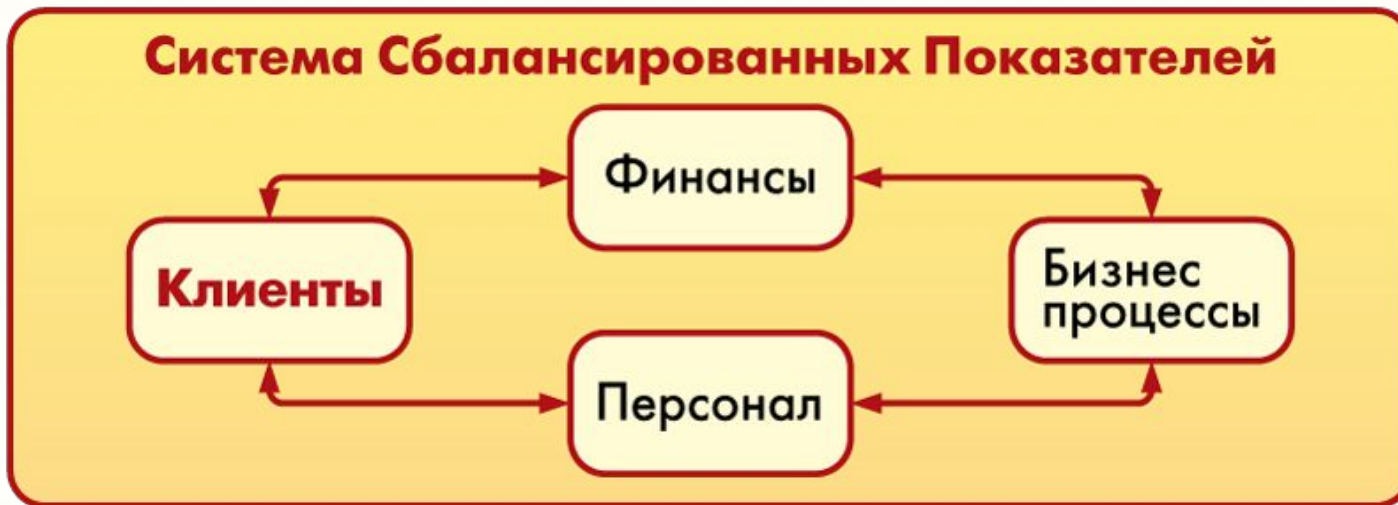 Система Сбалансированных Показателей
Финансы
Клиенты
Бизнес
процессы
Персонал